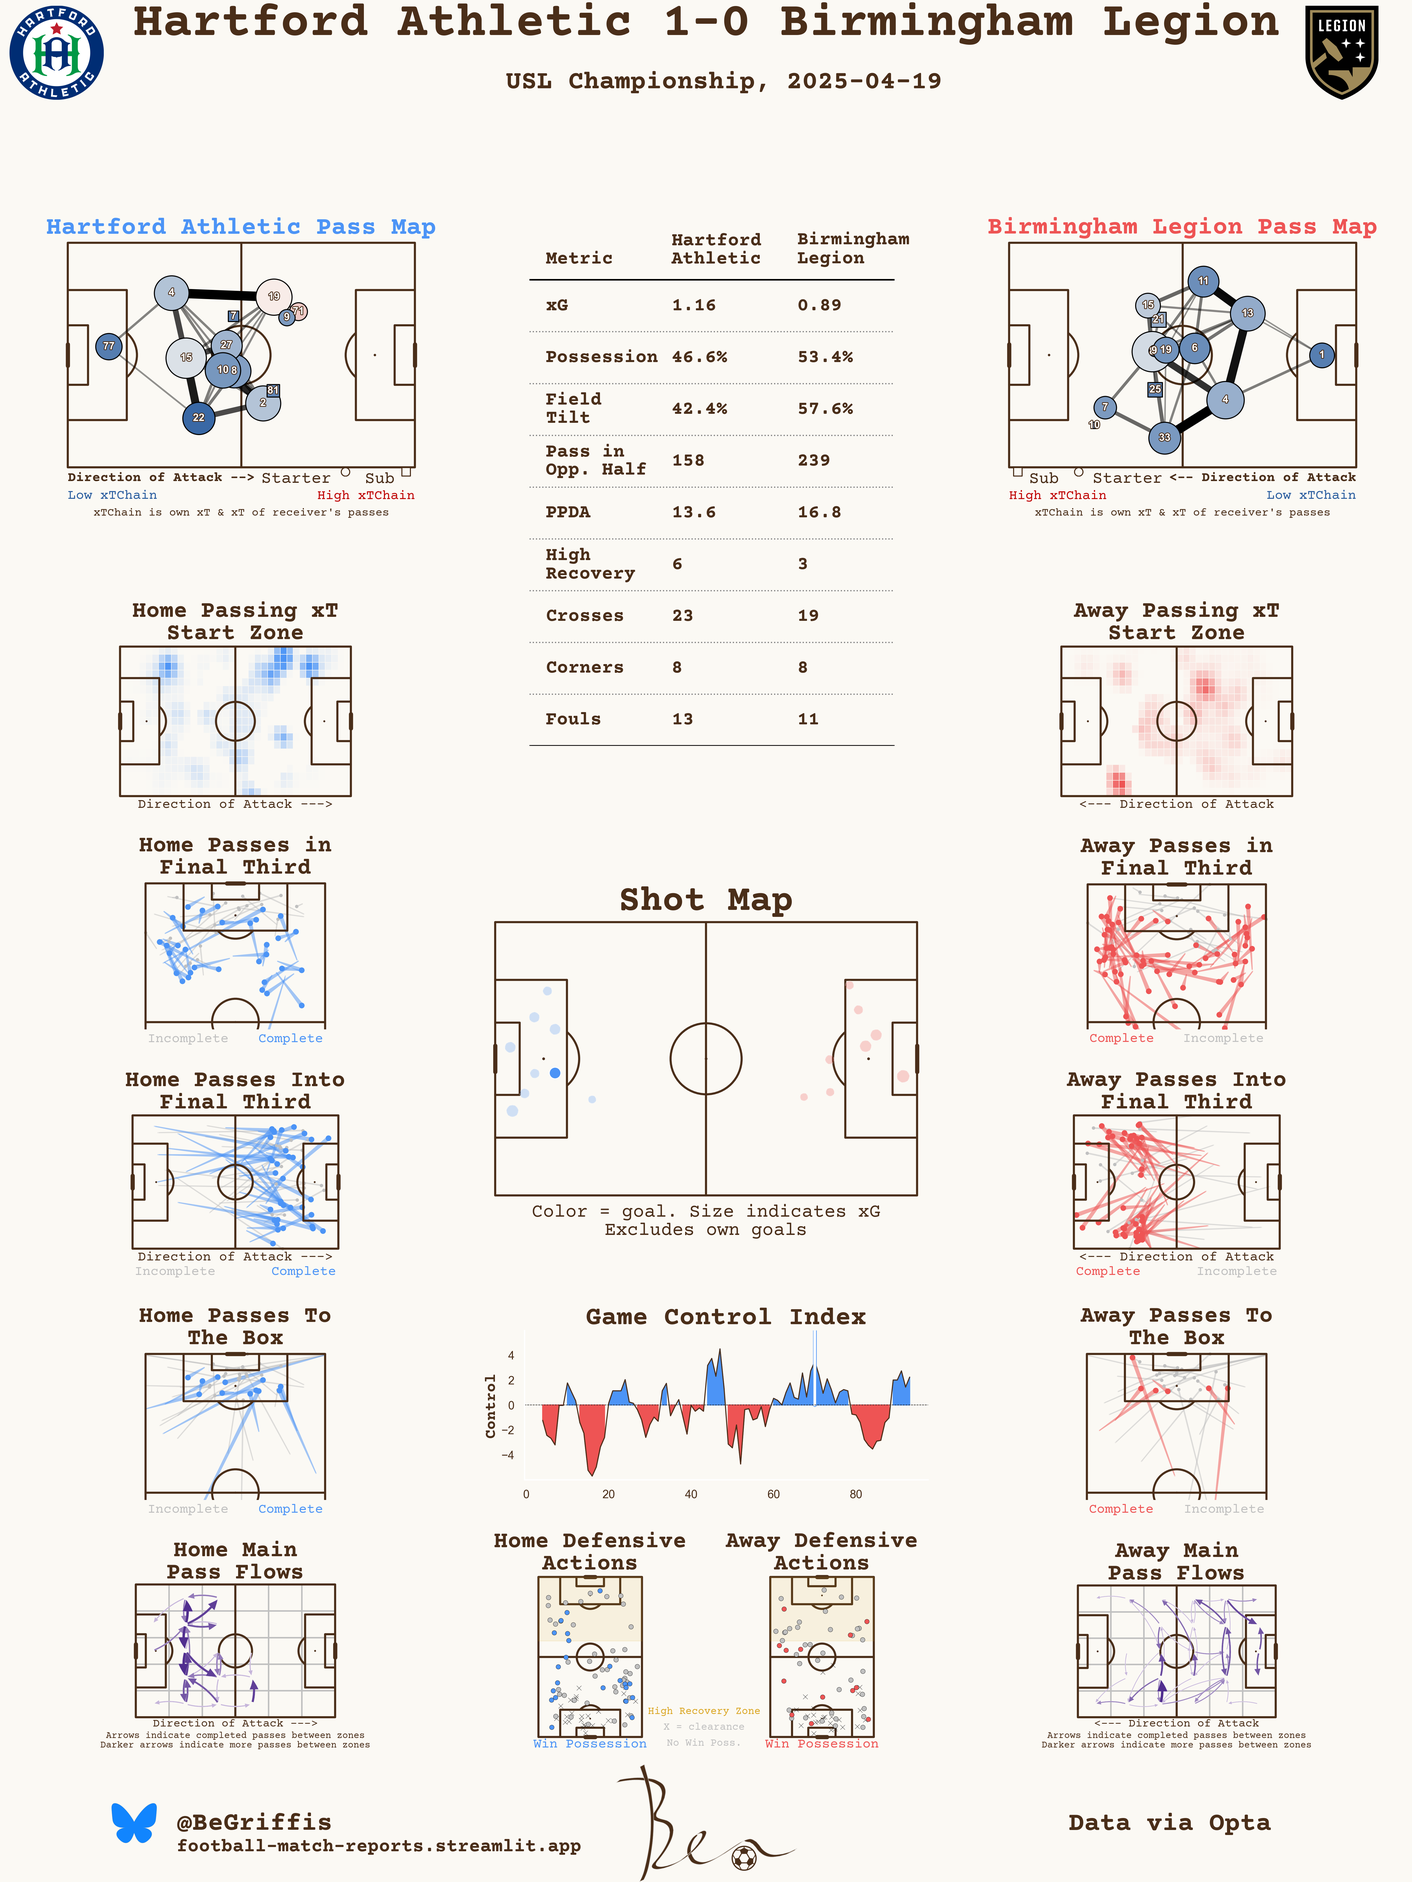 Hartford Athletic 1-0 Birmingham Legion
USL Championship, 2025-04-19
HARTFORD
ATHLETIC
LEGION
Hartford Athletic Pass Map
4
19
71
9
7
77
27
15
10
8
81
2
22
Direction of Attack --> Starter Sub
Low xTChain High xTChain
xTChain is own xT & xT of receiver's passes
Metric Hartford Athletic Birmingham Legion
xG 1.16 0.89
Possession 46.6% 53.4%
Field Tilt 42.4% 57.6%
Pass in Opp. Half 158 239
PPDA 13.6 16.8
High Recovery 6 3
Crosses 23 19
Corners 8 8
Fouls 13 11
Birmingham Legion Pass Map
11
15
21
13
19
6
1
25
4
7
10
33
Sub Starter <-- Direction of Attack
High xTChain Low xTChain
xTChain is own xT & xT of receiver's passes
Home Passing xT
Start Zone
Direction of Attack --->
Away Passing xT
Start Zone
<--- Direction of Attack
Home Passes in
Final Third
Incomplete Complete
Shot Map
Color = goal. Size indicates xG
Excludes own goals
Away Passes in
Final Third
Complete Incomplete
Home Passes Into
Final Third
Direction of Attack --->
Incomplete Complete
Away Passes Into
Final Third
<--- Direction of Attack
Complete Incomplete
Home Passes To
The Box
Incomplete Complete
Game Control Index
Control
4
2
0
−2
−4
0 20 40 60 80
Away Passes To
The Box
Complete Incomplete
Home Main
Pass Flows
Direction of Attack --->
Arrows indicate completed passes between zones
Darker arrows indicate more passes between zones
Home Defensive
Actions
Win Possession
High Recovery Zone
X = clearance
No Win Poss.
Away Defensive
Actions
Win Possession
Away Main
Pass Flows
<--- Direction of Attack
Arrows indicate completed passes between zones
Darker arrows indicate more passes between zones
@BeGriffis
football-match-reports.streamlit.app
Ben
Data via Opta